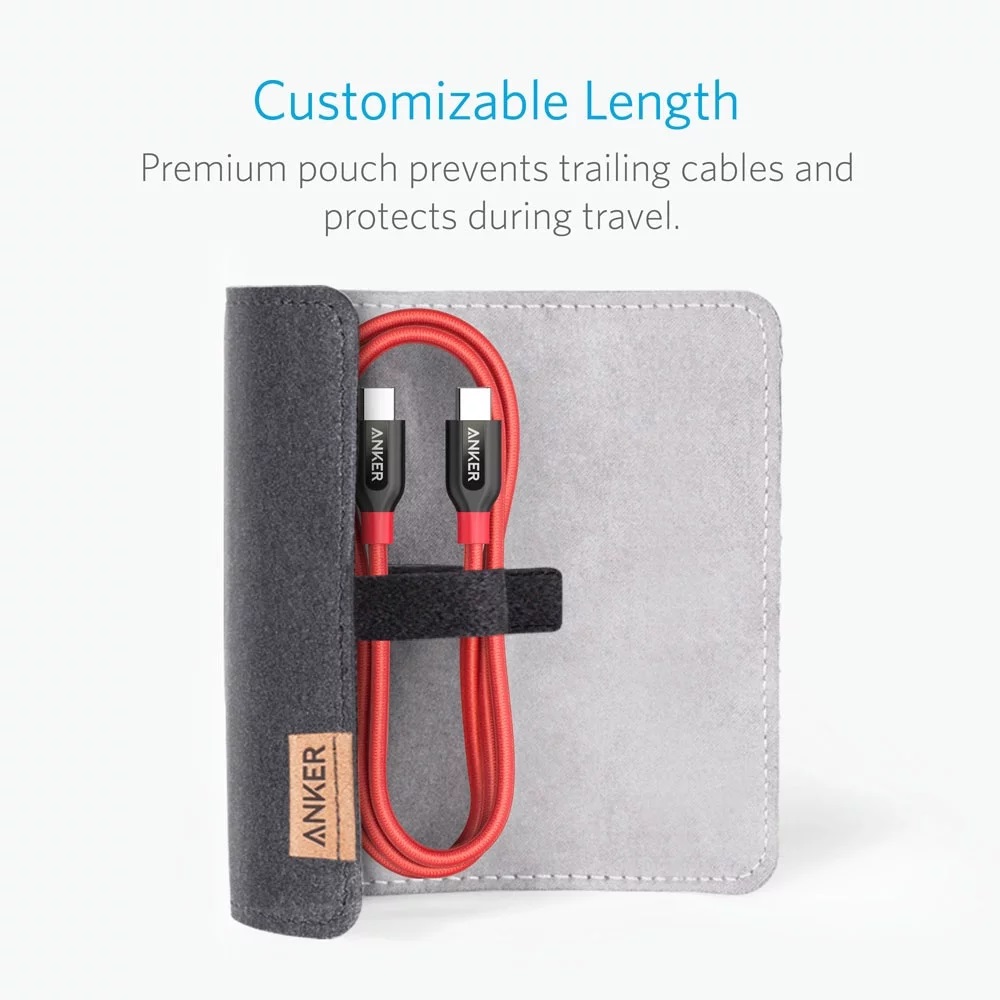 Customizable Length
Premium pouch prevents trailing cables and
protects during travel.
ANKER
ANKER
ANKER